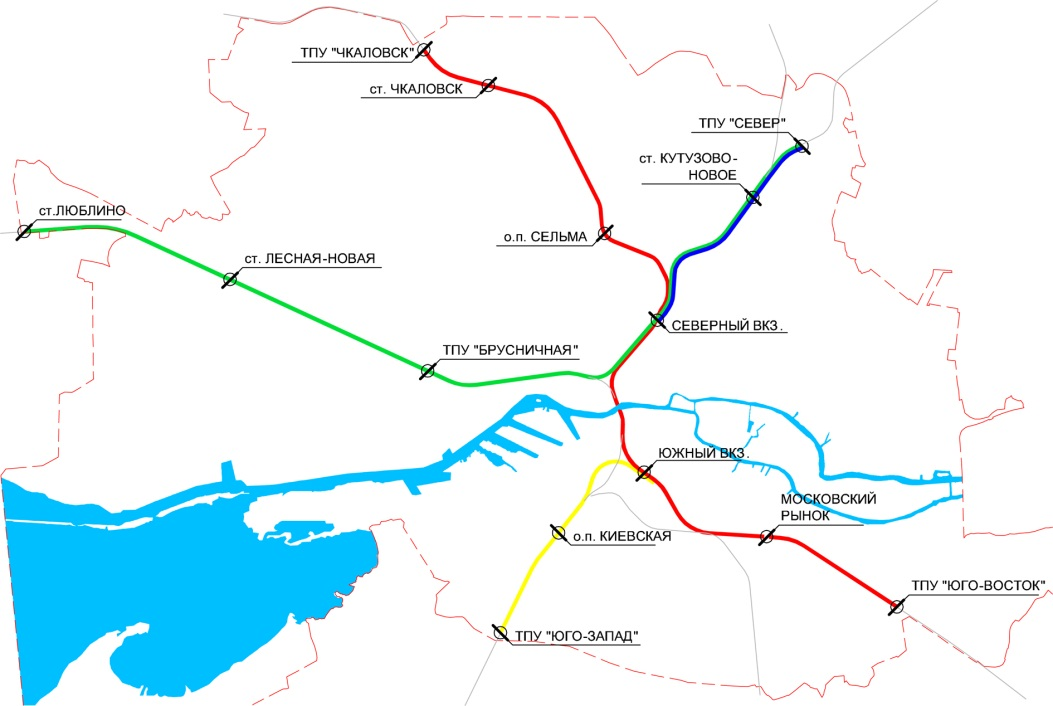 ТПУ "ЧКАЛОВСК"
ст. ЧКАЛОВСК
ТПУ "СЕВЕР"
ст. КУТУЗОВО-
НОВОЕ
ст.ЛЮБЛИНО
о.п. СЕЛЬМА
ст. ЛЕСНАЯ-НОВАЯ
СЕВЕРНЫЙ ВКЗ.
ТПУ "БРУСНИЧНАЯ"
ЮЖНЫЙ ВКЗ.
МОСКОВСКИЙ
РЫНОК
о.п. КИЕВСКАЯ
ТПУ "ЮГО-ВОСТОК"
ТПУ "ЮГО-ЗАПАД"